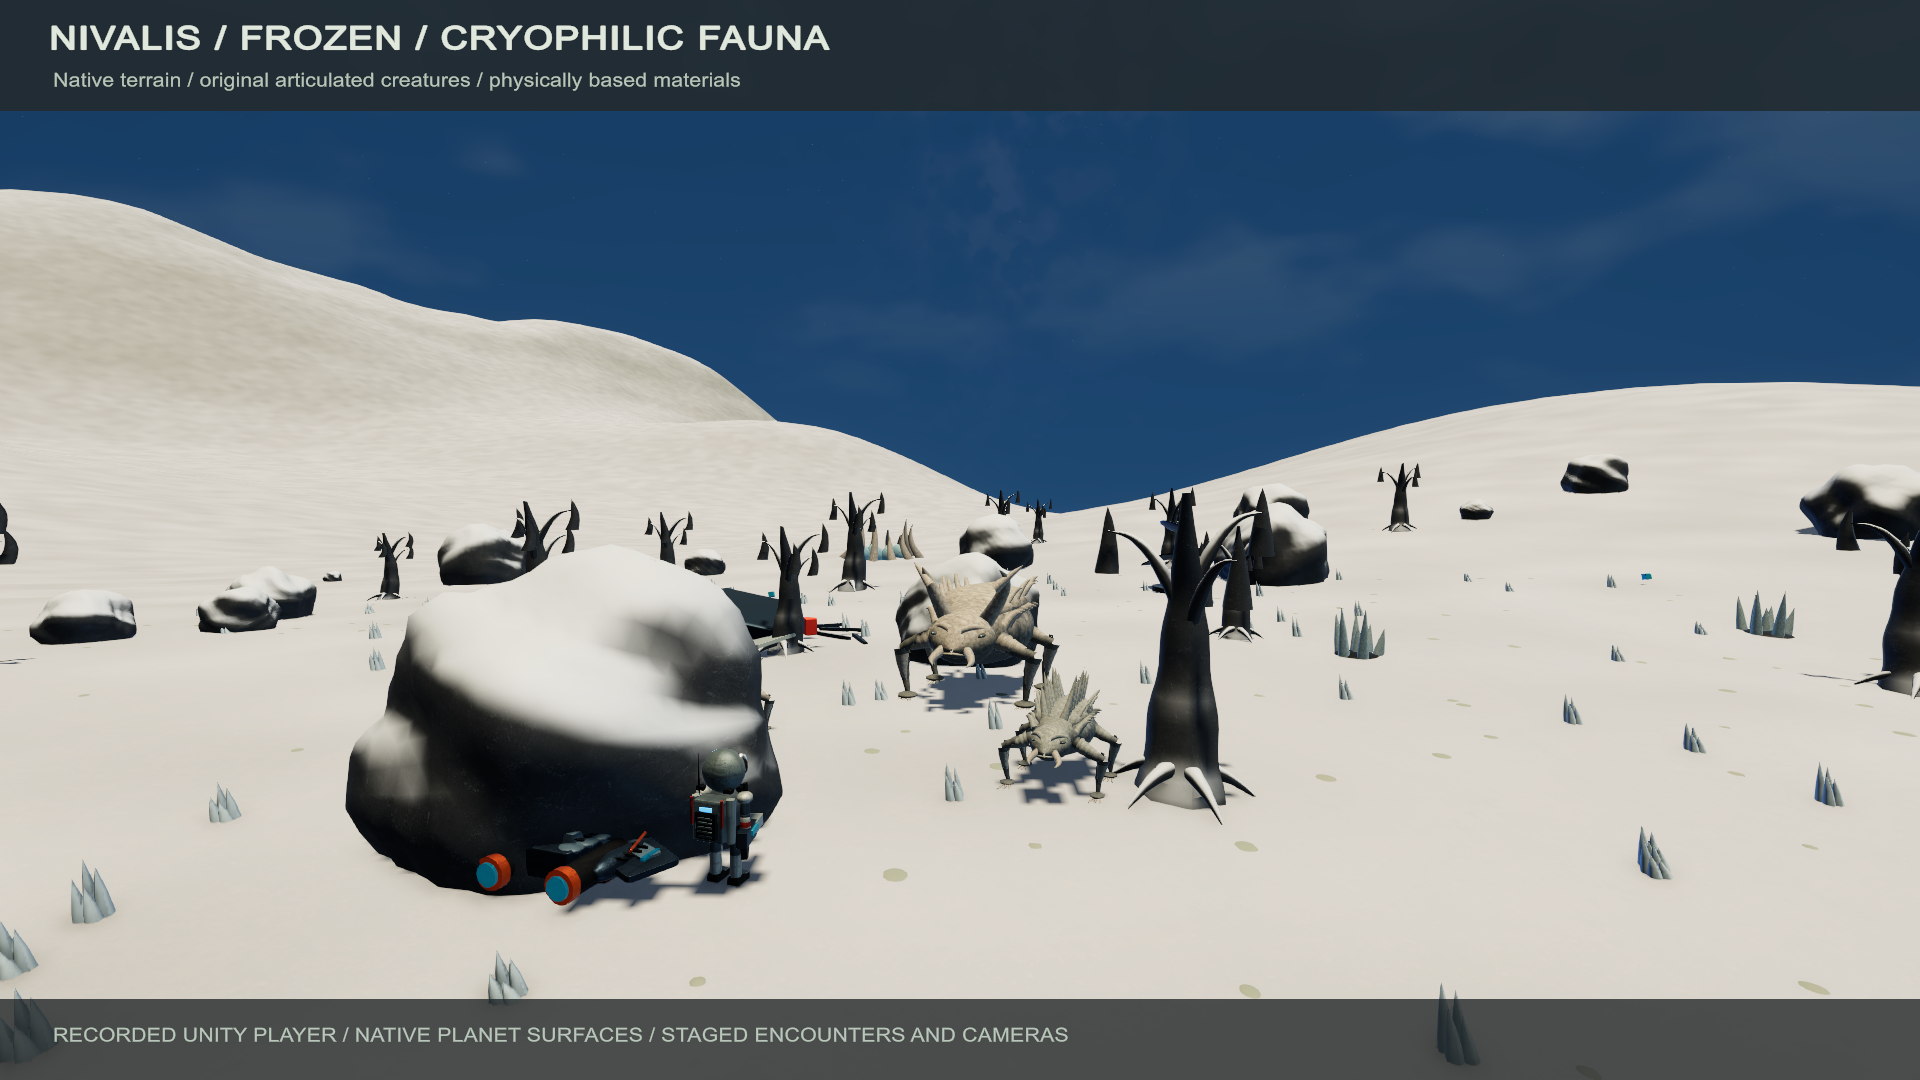 NIVALIS / FROZEN / CRYOPHILIC FAUNA
Native terrain / original articulated creatures / physically based materials
RECORDED UNITY PLAYER / NATIVE PLANET SURFACES / STAGED ENCOUNTERS AND CAMERAS